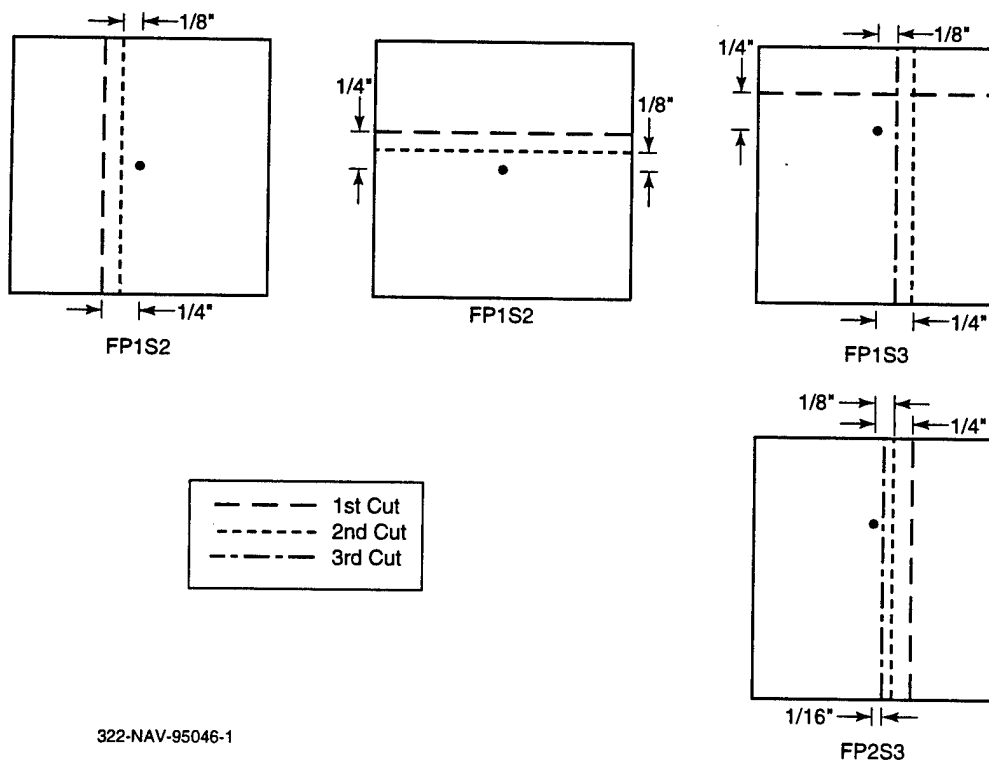 1/8"
1/4"
FP1S2
1/4"
1/8"
FP1S2
1/8"
1/4"
1/4"
FP1S3
1/8"
1/4"
1/16"
FP2S3
1st Cut
2nd Cut
3rd Cut
322-NAV-95046-1